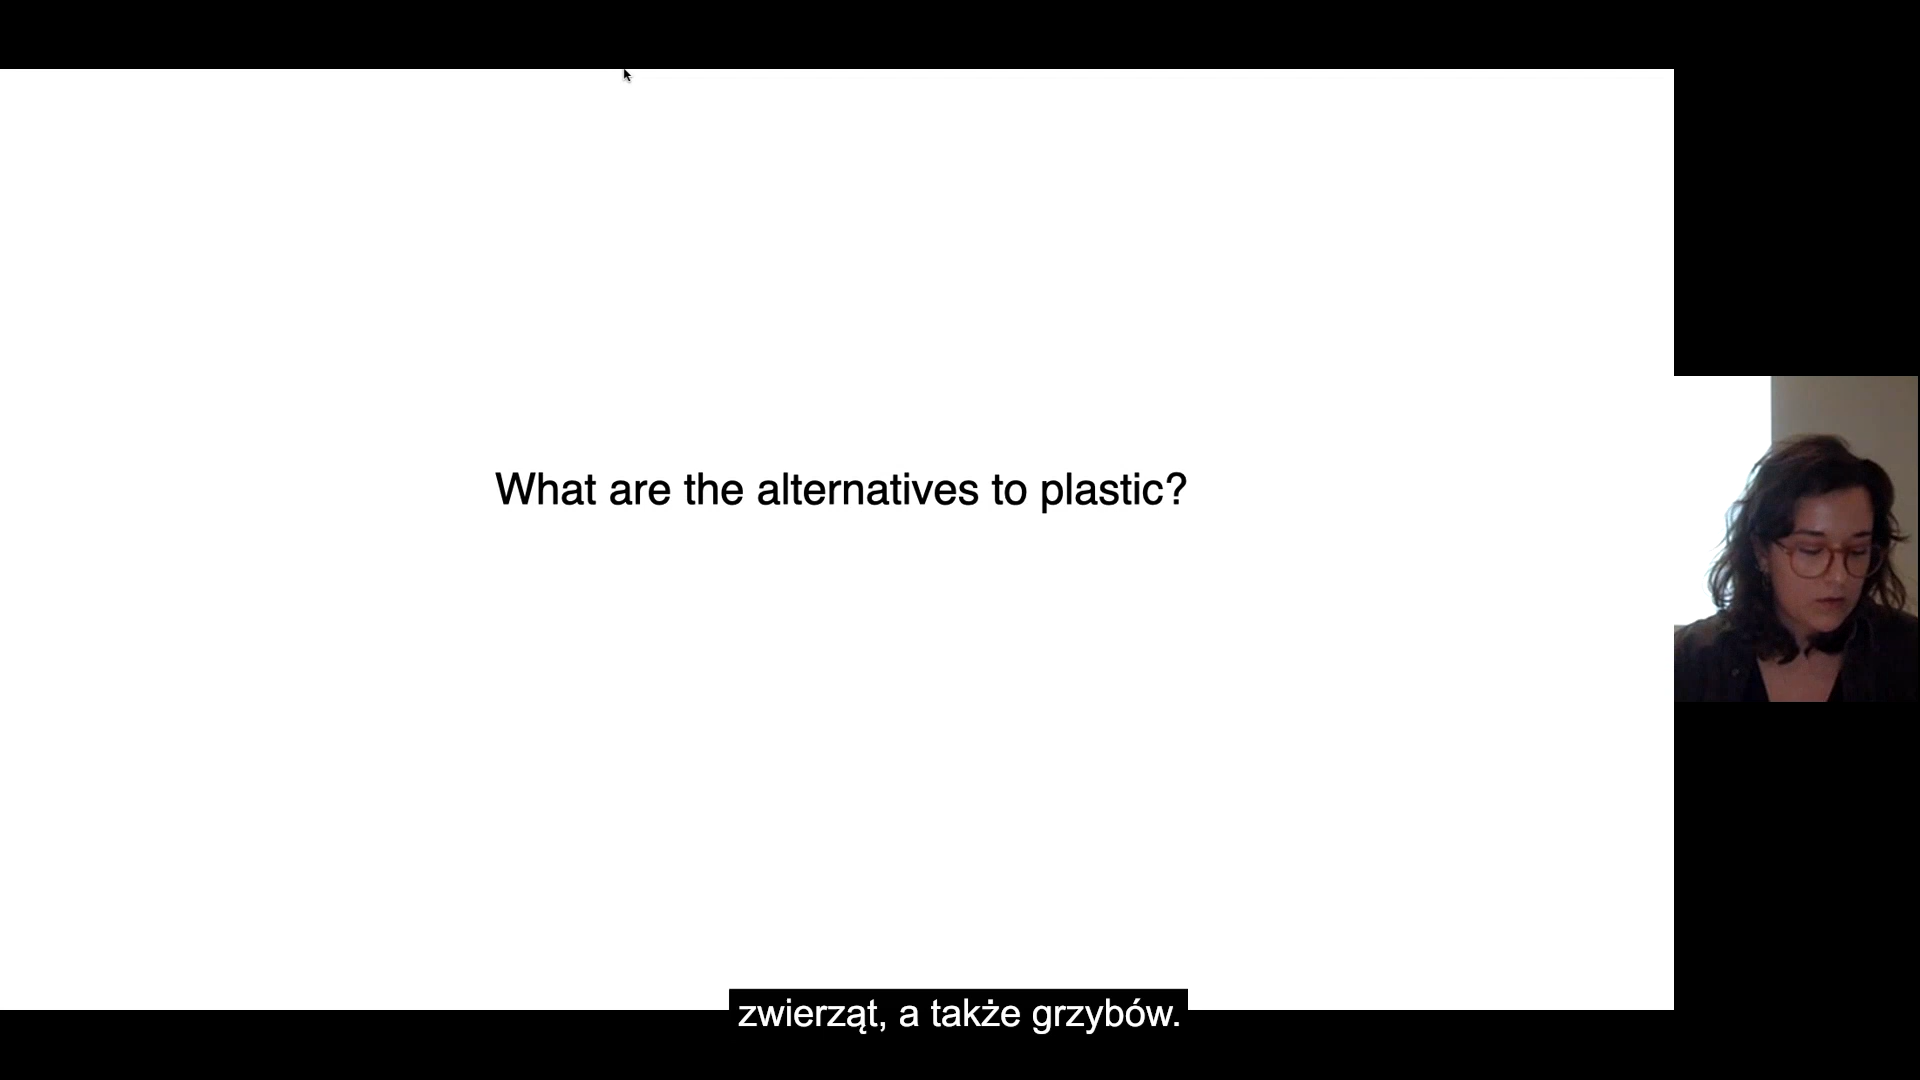 What are the alternatives to plastic?
zwierząt, a także grzybów.